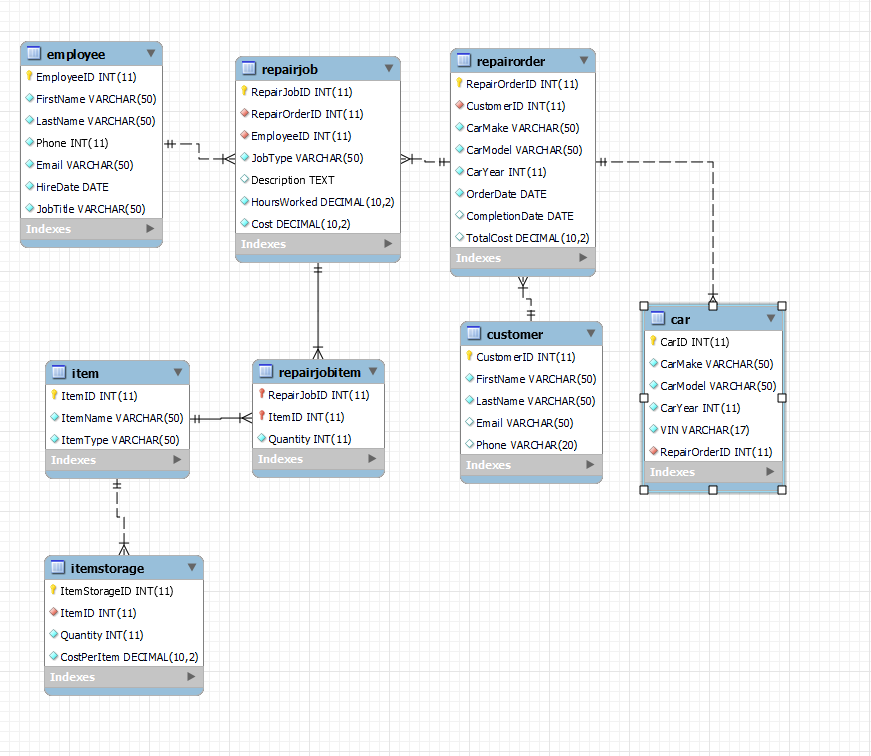 employee
EmployeeID INT(11)
FirstName VARCHAR(50)
LastName VARCHAR(50)
Phone INT(11)
Email VARCHAR(50)
HireDate DATE
JobTitle VARCHAR(50)
Indexes
repairjob
RepairJobID INT(11)
RepairOrderID INT(11)
EmployeeID INT(11)
JobType VARCHAR(50)
Description TEXT
HoursWorked DECIMAL(10,2)
Cost DECIMAL(10,2)
Indexes
repairorder
RepairOrderID INT(11)
CustomerID INT(11)
CarMake VARCHAR(50)
CarModel VARCHAR(50)
CarYear INT(11)
OrderDate DATE
CompletionDate DATE
TotalCost DECIMAL(10,2)
Indexes
item
ItemID INT(11)
ItemName VARCHAR(50)
ItemType VARCHAR(50)
Indexes
repairjobitem
RepairJobID INT(11)
ItemID INT(11)
Quantity INT(11)
Indexes
customer
CustomerID INT(11)
FirstName VARCHAR(50)
LastName VARCHAR(50)
Email VARCHAR(50)
Phone VARCHAR(20)
Indexes
car
CarID INT(11)
CarMake VARCHAR(50)
CarModel VARCHAR(50)
CarYear INT(11)
VIN VARCHAR(17)
RepairOrderID INT(11)
Indexes
itemstorage
ItemStorageID INT(11)
ItemID INT(11)
Quantity INT(11)
CostPerItem DECIMAL(10,2)
Indexes